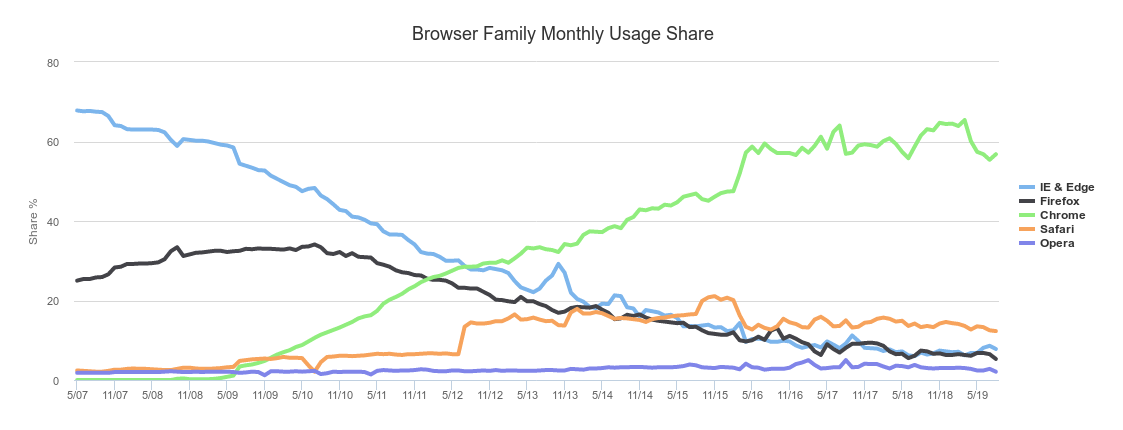 Browser Family Monthly Usage Share
80
60
40
20
0
Share %
5/07 11/07 5/08 11/08 5/09 11/09 5/10 11/10 5/11 11/11 5/12 11/12 5/13 11/13 5/14 11/14 5/15 11/15 5/16 11/16 5/17 11/17 5/18 11/18 5/19
IE & Edge
Firefox
Chrome
Safari
Opera